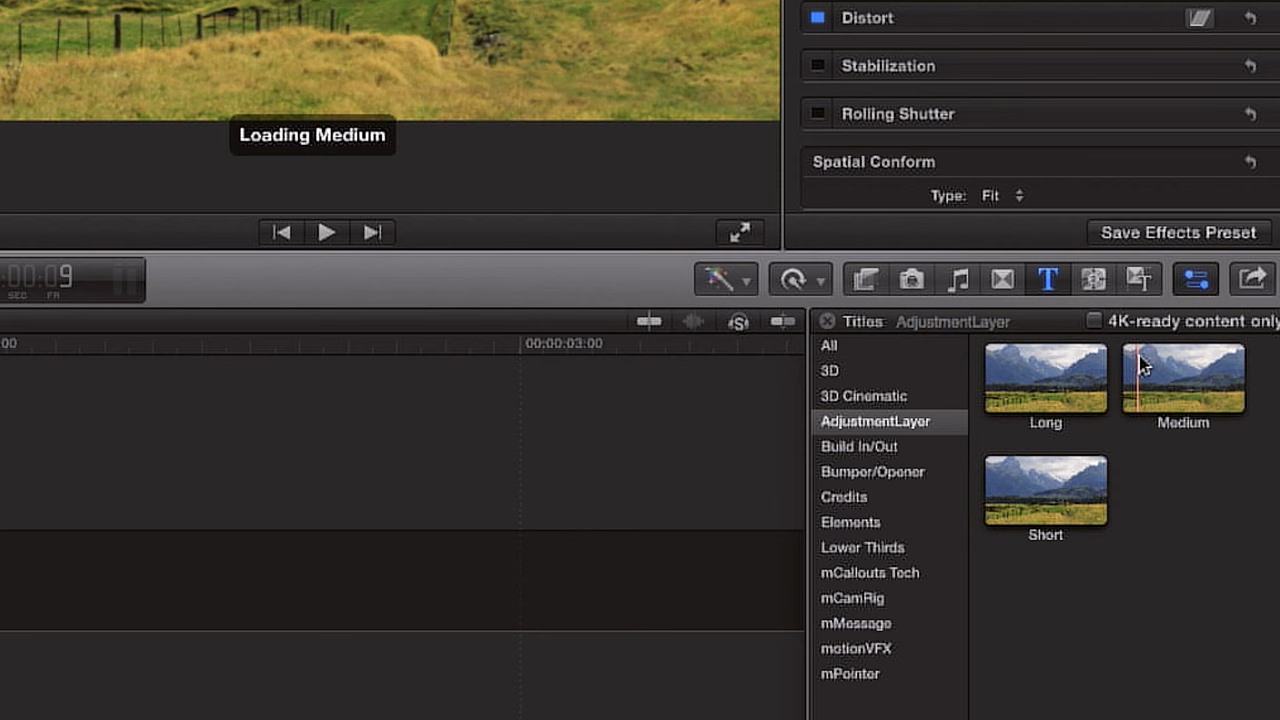 Distort
Stabilization
Rolling Shutter
Spatial Conform
Type: Fit
Loading Medium
Save Effects Preset
:00:09
SEC FR
T
Titles AdjustmentLayer 4K-ready content only
00 00:00:03:00
All
3D
3D Cinematic
AdjustmentLayer
Build In/Out
Bumper/Opener
Credits
Elements
Lower Thirds
mCallouts Tech
mCamRig
mMessage
motionVFX
mPointer
Long
Medium
Short